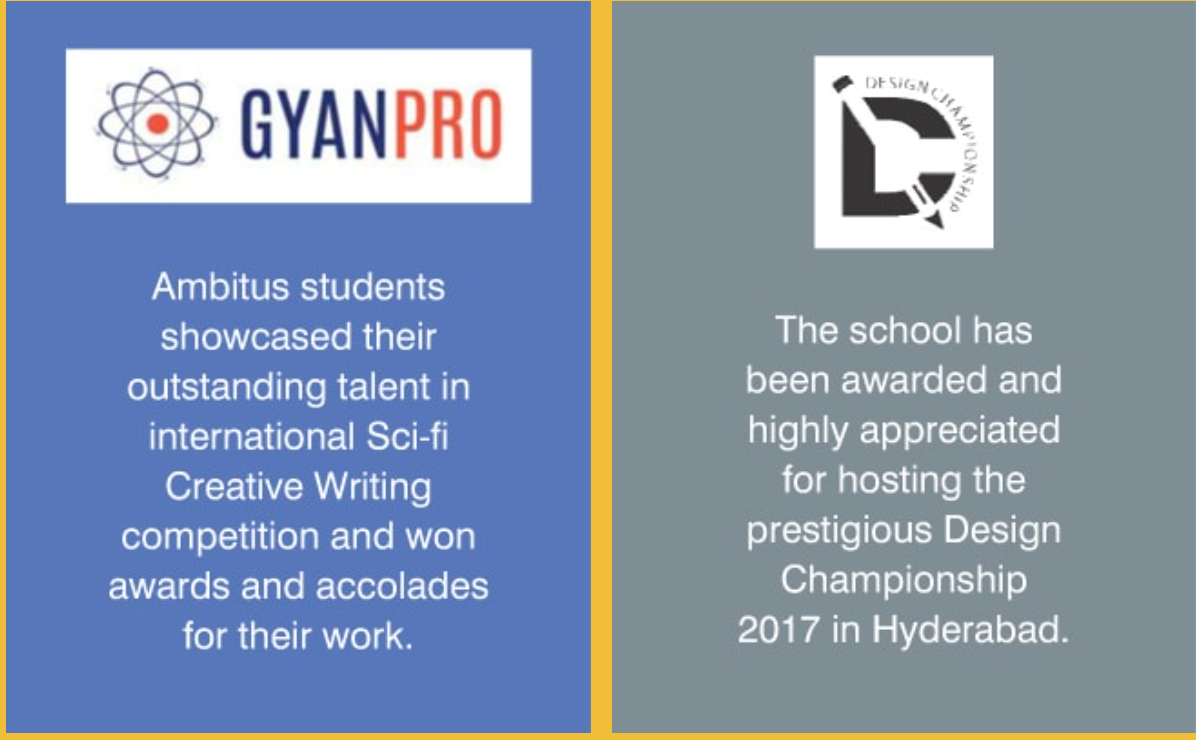 GYANPRO
Ambitus students
showcased their
outstanding talent in
international Sci-fi
Creative Writing
competition and won
awards and accolades
for their work.
DESIGN CHAMPIONSHIP
DC
The school has
been awarded and
highly appreciated
for hosting the
prestigious Design
Championship
2017 in Hyderabad.